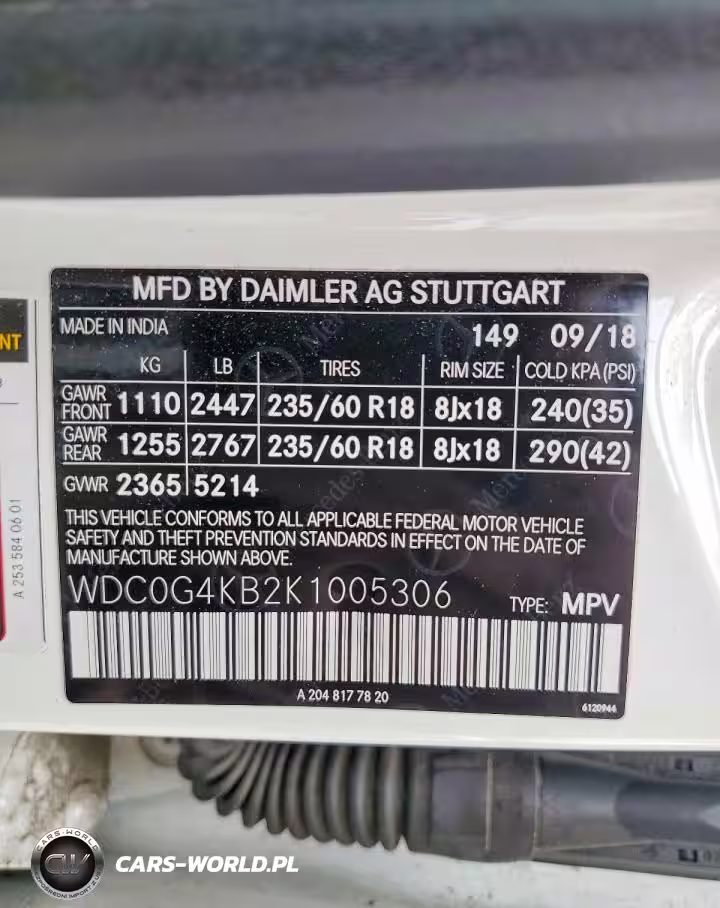 MFD BY DAIMLER AG STUTTGART
MADE IN INDIA 149 09/18
KG LB TIRES RIM SIZE COLD KPA (PSI)
GAWR FRONT 1110 2447 235/60 R18 8Jx18 240(35)
GAWR REAR 1255 2767 235/60 R18 8Jx18 290(42)
GVWR 2365 5214
THIS VEHICLE CONFORMS TO ALL APPLICABLE FEDERAL MOTOR VEHICLE
SAFETY AND THEFT PREVENTION STANDARDS IN EFFECT ON THE DATE OF
MANUFACTURE SHOWN ABOVE.
WDC0G4KB2K1005306 TYPE: MPV
A 204 817 78 20
6120944
A 253 584 06 01
NT
CARS-WORLD
CW
CARS-WORLD.PL